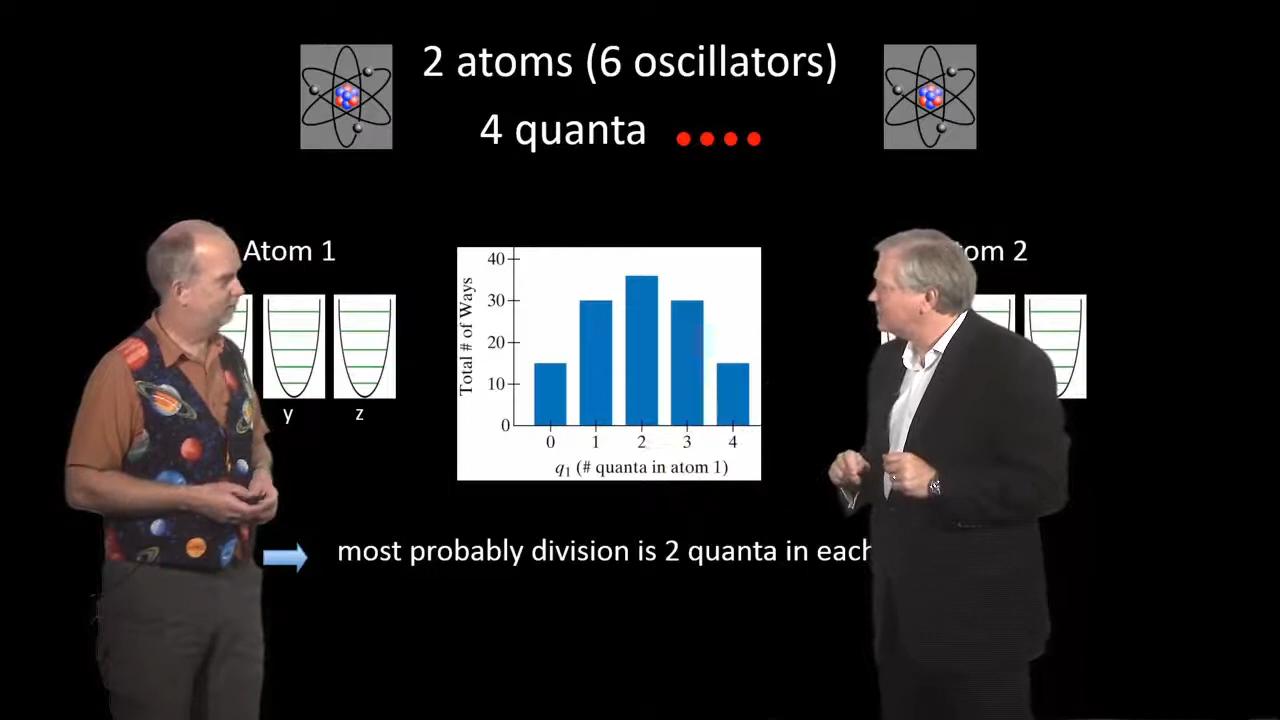 2 atoms (6 oscillators)
4 quanta
Atom 1
y
z
40
30
20
10
0
Total # of Ways
0 1 2 3 4
q₁ (# quanta in atom 1)
2
most probably division is 2 quanta in each